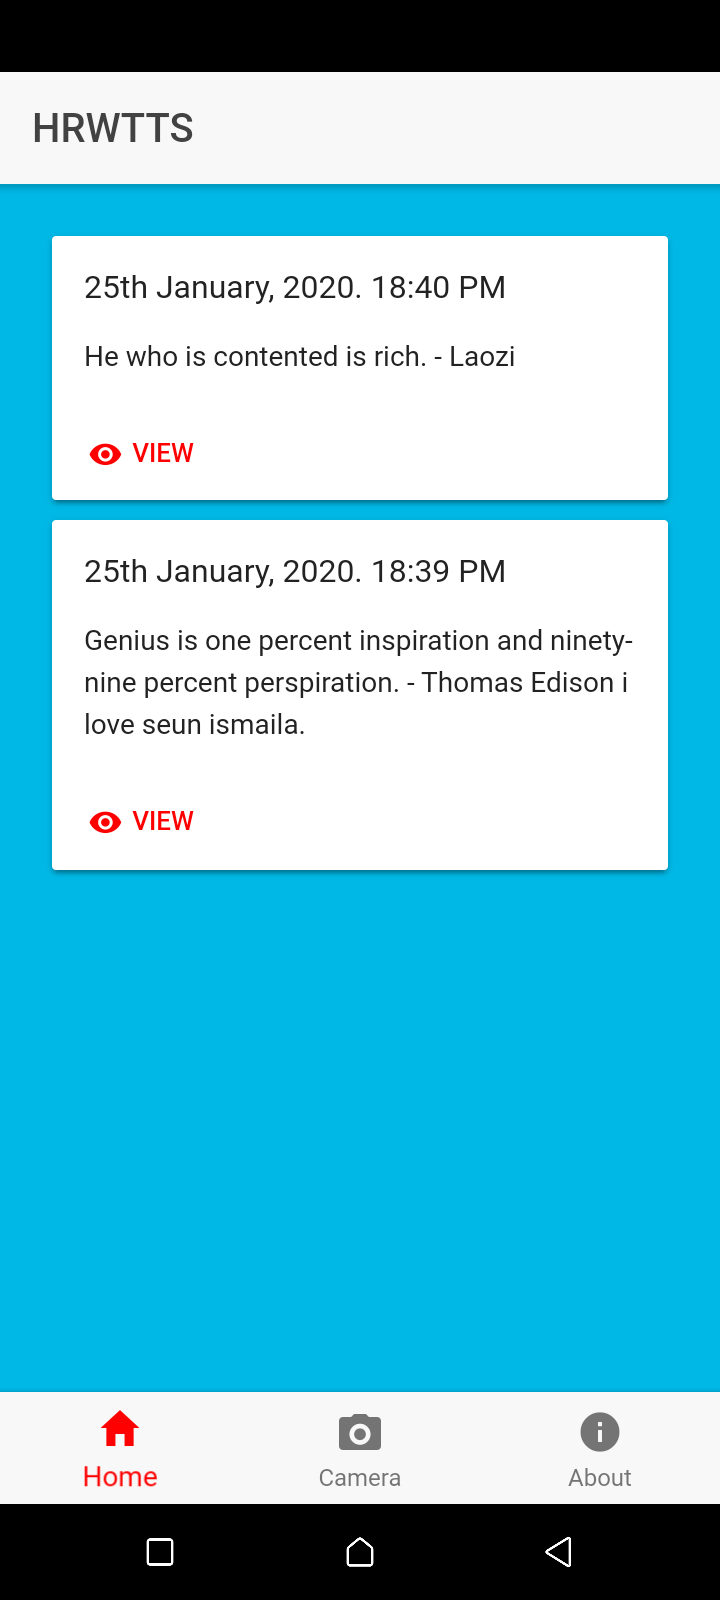 HRWTTS
25th January, 2020. 18:40 PM
He who is contented is rich. - Laozi
VIEW
25th January, 2020. 18:39 PM
Genius is one percent inspiration and ninety-
nine percent perspiration. - Thomas Edison i
love seun ismaila.
VIEW
Home
Camera
About